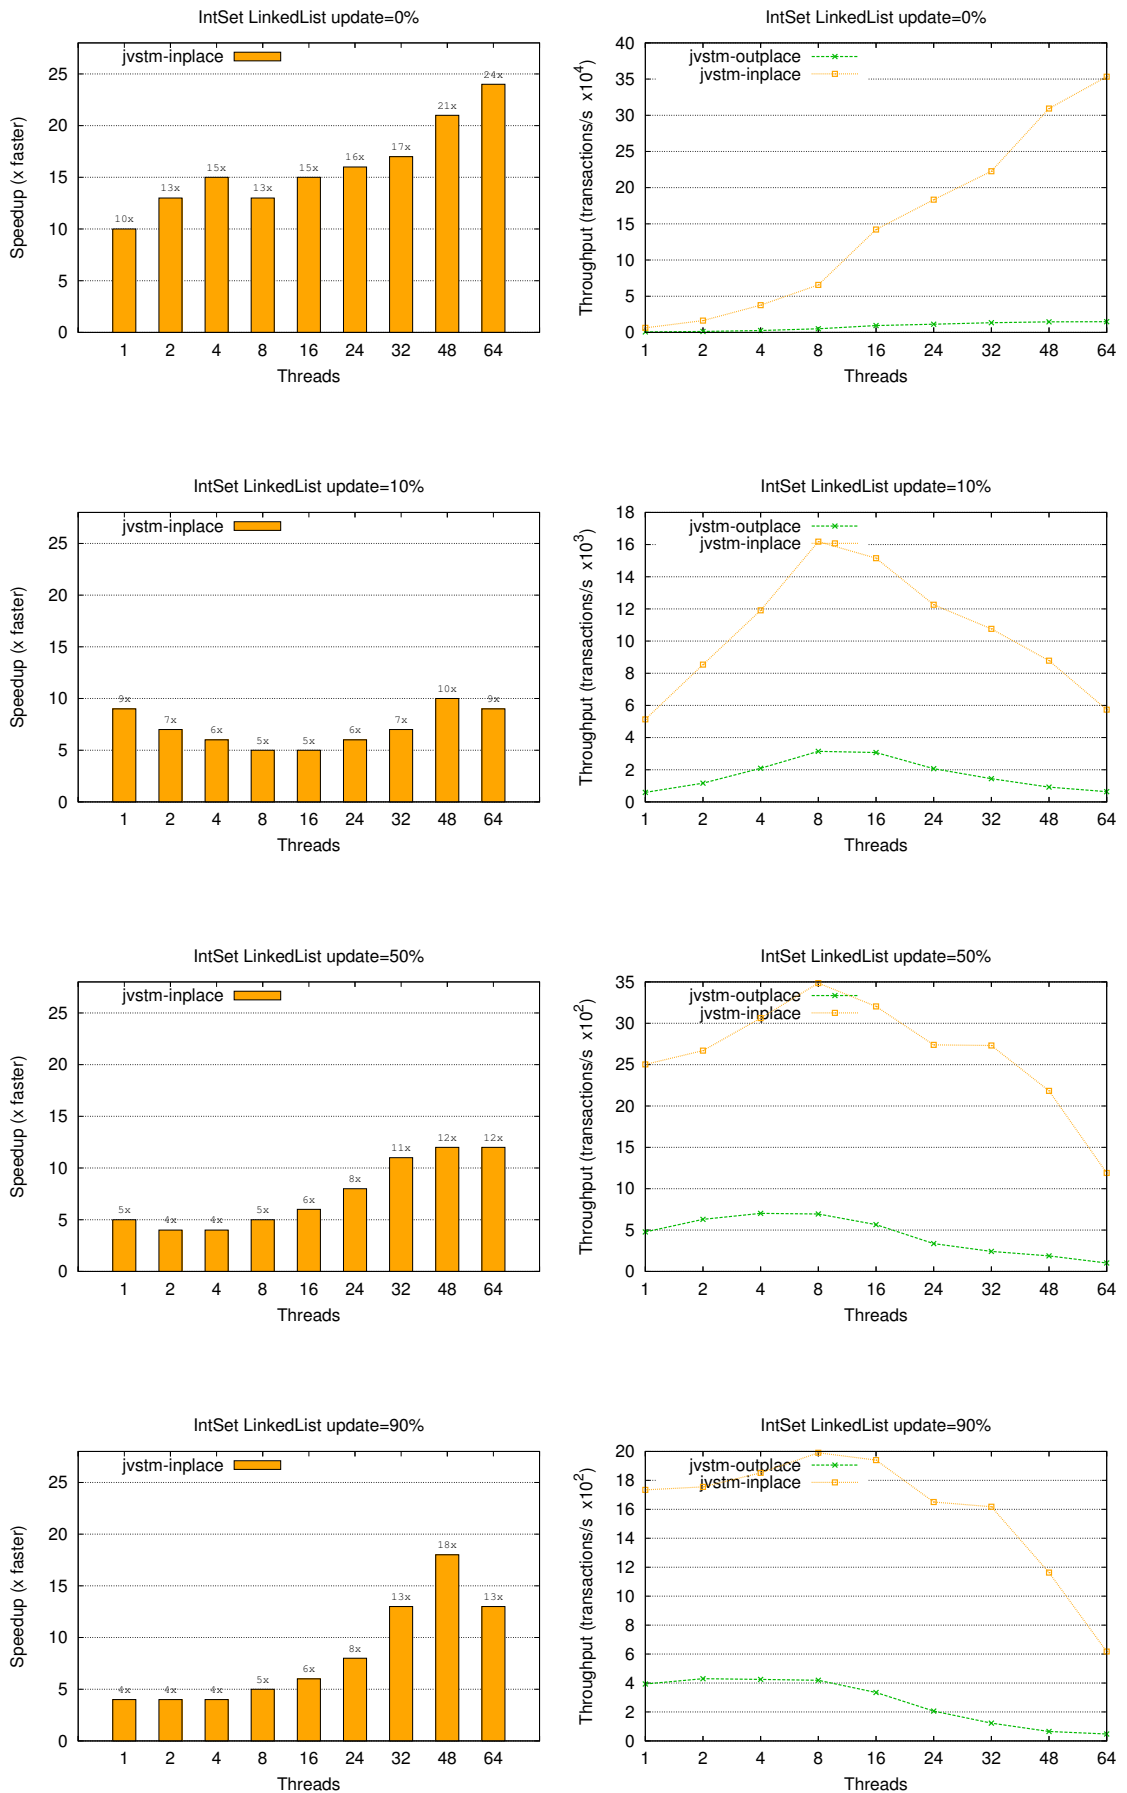 IntSet LinkedList update=0%
jvstm-inplace
Speedup (x faster)
25
20
15
10
5
0
10x 13x 15x 13x 15x 16x 17x 21x 24x
1 2 4 8 16 24 32 48 64
Threads
IntSet LinkedList update=0%
jvstm-outplace
jvstm-inplace
Throughput (transactions/s x10^4)
40
35
30
25
20
15
10
5
0
1 2 4 8 16 24 32 48 64
Threads
IntSet LinkedList update=10%
jvstm-inplace
Speedup (x faster)
25
20
15
10
5
0
9x 7x 6x 5x 5x 6x 7x 10x 9x
1 2 4 8 16 24 32 48 64
Threads
IntSet LinkedList update=10%
jvstm-outplace
jvstm-inplace
Throughput (transactions/s x10^3)
18
16
14
12
10
8
6
4
2
0
1 2 4 8 16 24 32 48 64
Threads
IntSet LinkedList update=50%
jvstm-inplace
Speedup (x faster)
25
20
15
10
5
0
5x 4x 4x 5x 6x 8x 11x 12x 12x
1 2 4 8 16 24 32 48 64
Threads
IntSet LinkedList update=50%
jvstm-outplace
jvstm-inplace
Throughput (transactions/s x10^2)
35
30
25
20
15
10
5
0
1 2 4 8 16 24 32 48 64
Threads
IntSet LinkedList update=90%
jvstm-inplace
Speedup (x faster)
25
20
15
10
5
0
4x 4x 4x 5x 6x 8x 13x 18x 13x
1 2 4 8 16 24 32 48 64
Threads
IntSet LinkedList update=90%
jvstm-outplace
jvstm-inplace
Throughput (transactions/s x10^2)
20
18
16
14
12
10
8
6
4
2
0
1 2 4 8 16 24 32 48 64
Threads